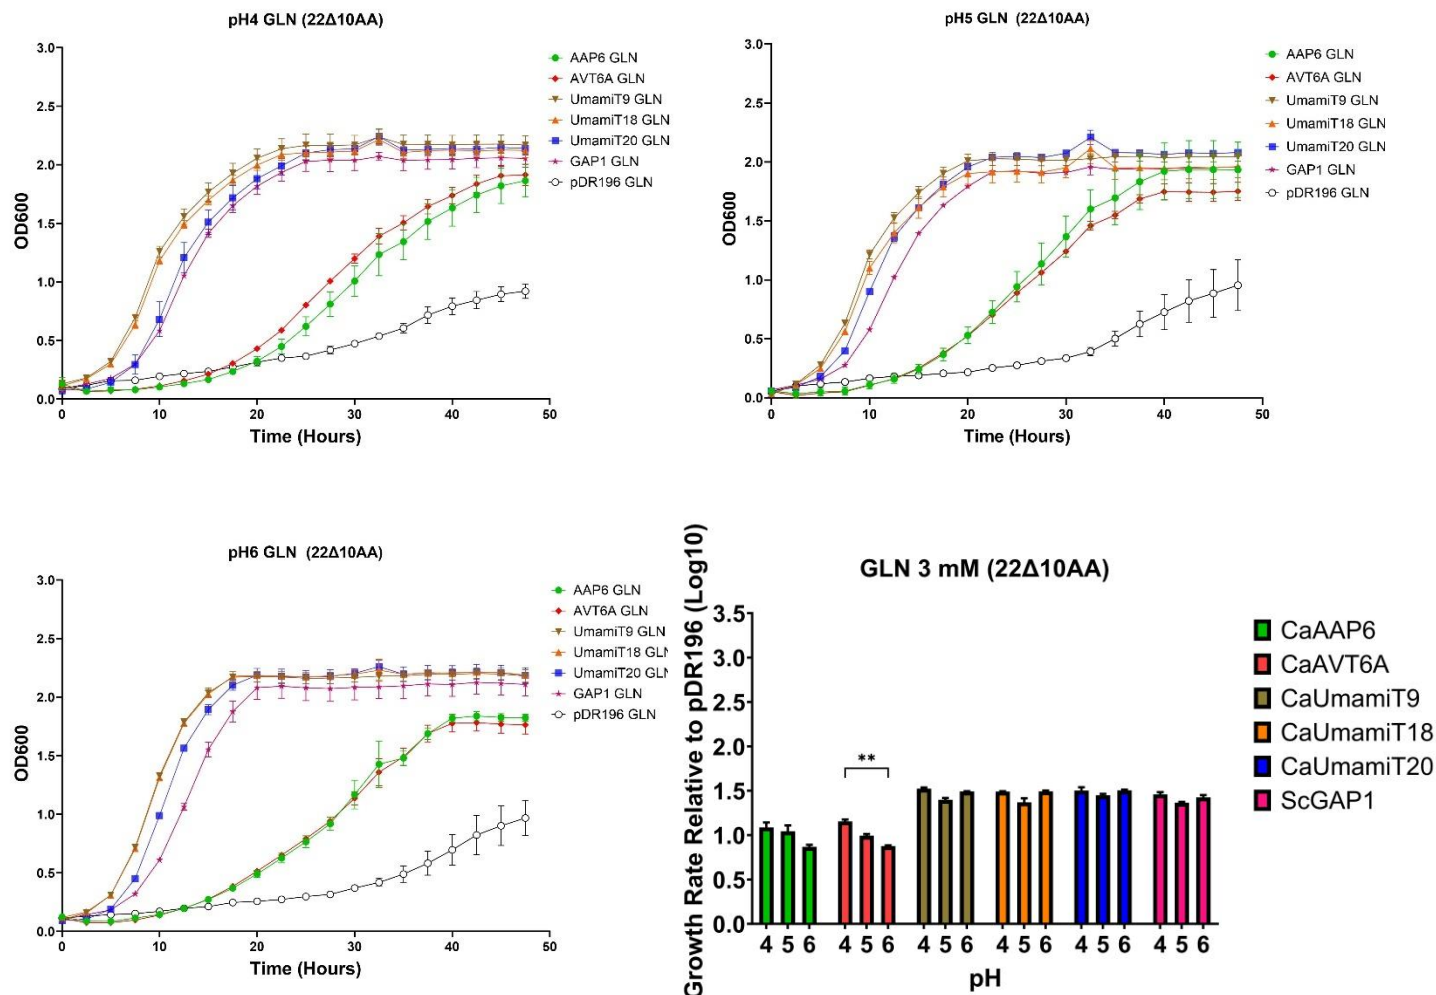 pH4 GLN (22Δ10AA)
3.0
2.5
2.0
1.5
1.0
0.5
0.0
OD600
0
10
20
30
40
50
Time (Hours)
AAP6 GLN
AVT6A GLN
UmamiT9 GLN
UmamiT18 GLN
UmamiT20 GLN
GAP1 GLN
pDR196 GLN
pH5 GLN (22Δ10AA)
3.0
2.5
2.0
1.5
1.0
0.5
0.0
OD600
0
10
20
30
40
50
Time (Hours)
AAP6 GLN
AVT6A GLN
UmamiT9 GLN
UmamiT18 GLN
UmamiT20 GLN
GAP1 GLN
pDR196 GLN
pH6 GLN (22Δ10AA)
3.0
2.5
2.0
1.5
1.0
0.5
0.0
OD600
0
10
20
30
40
50
Time (Hours)
AAP6 GLN
AVT6A GLN
UmamiT9 GLN
UmamiT18 GLN
UmamiT20 GLN
GAP1 GLN
pDR196 GLN
GLN 3 mM (22Δ10AA)
Growth Rate Relative to pDR196 (Log10)
3.5
3.0
2.5
2.0
1.5
1.0
0.5
0.0
**
4 5 6
4 5 6
4 5 6
4 5 6
4 5 6
4 5 6
pH
CaAAP6
CaAVT6A
CaUmamiT9
CaUmamiT18
CaUmamiT20
ScGAP1